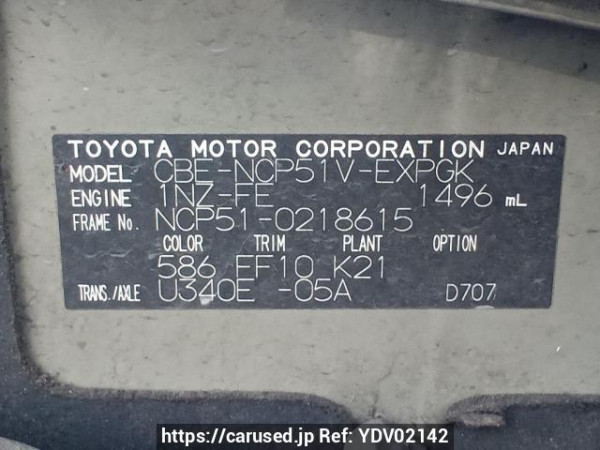 TOYOTA MOTOR CORPORATION JAPAN
MODEL CBE-NCP51V-EXPGK
ENGINE 1NZ-FE 1496 mL
FRAME No. NCP51-0218615
COLOR TRIM PLANT OPTION
586 EF10 K21
TRANS./AXLE U340E -05A D707
https://carused.jp Ref: YDV02142